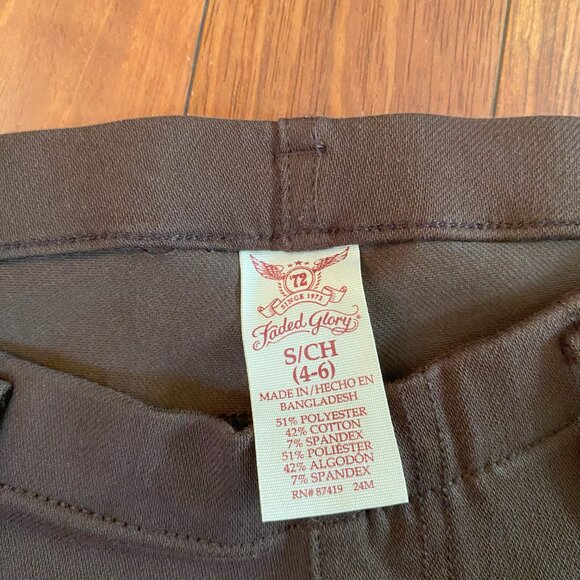 '72
SINCE 1972
Faded Glory®
S/CH
(4-6)
MADE IN/HECHO EN
BANGLADESH
51% POLYESTER
42% COTTON
7% SPANDEX
51% POLIÉSTER
42% ALGODÓN
7% SPANDEX
RN# 87419 24M